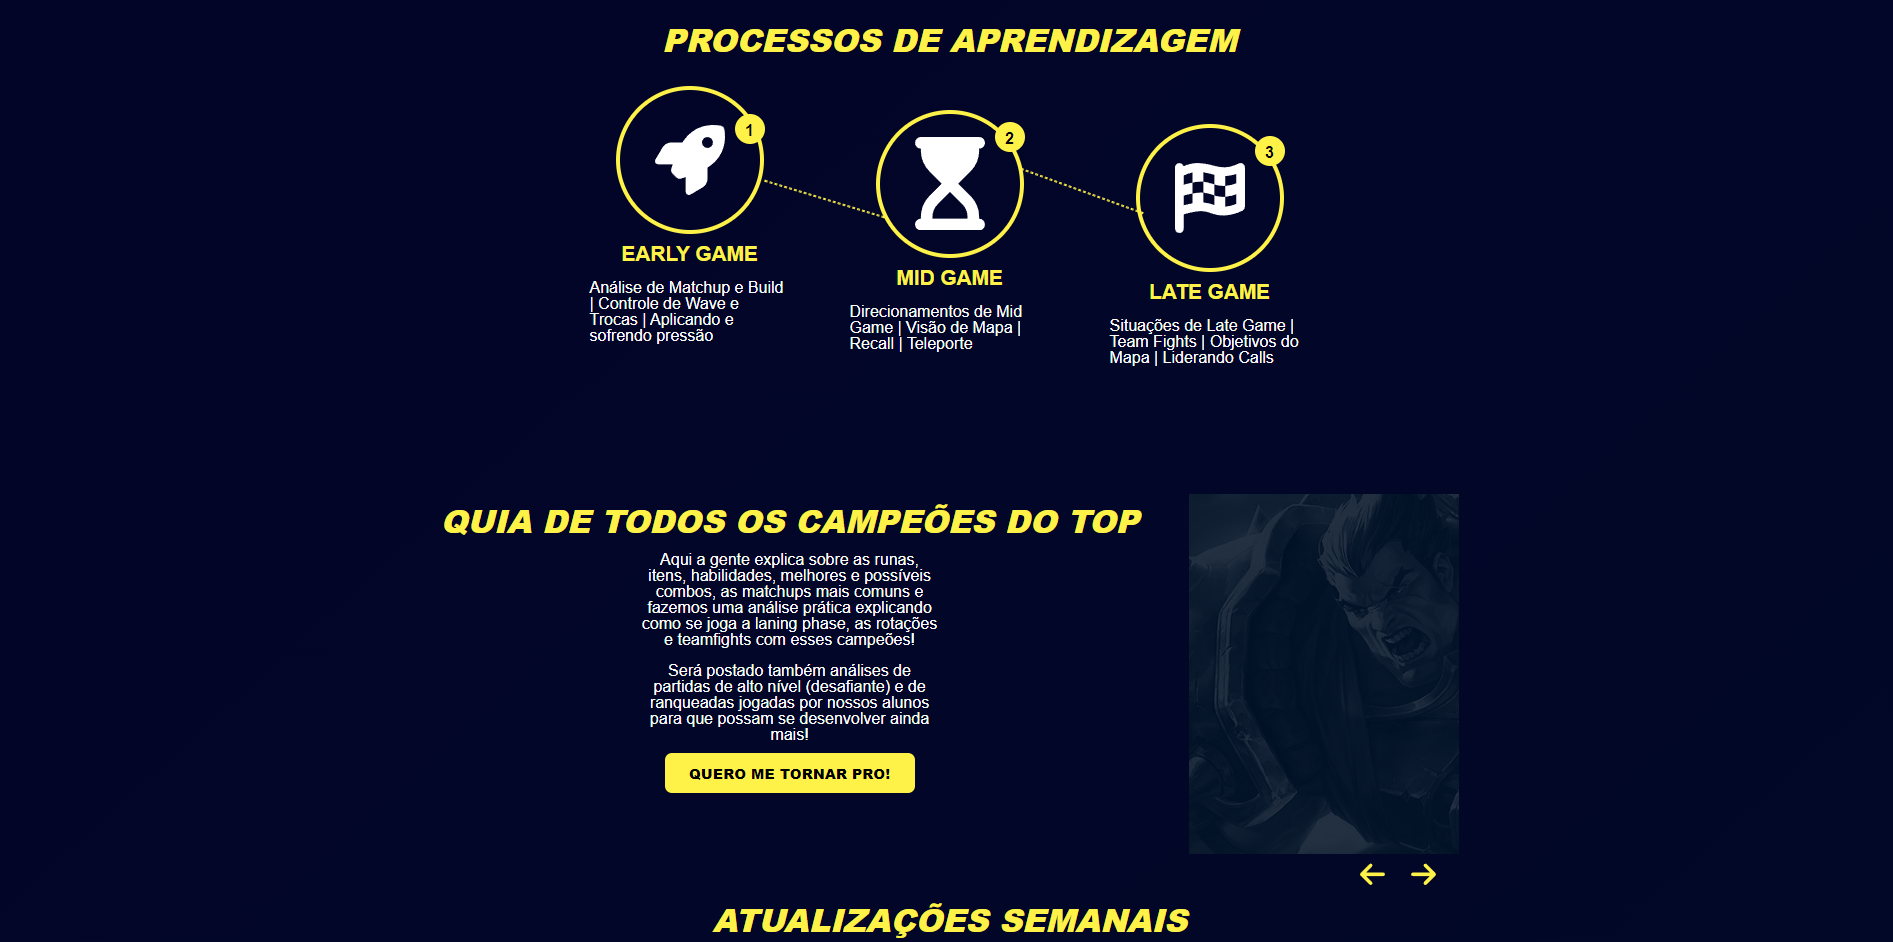 PROCESSOS DE APRENDIZAGEM
1
EARLY GAME
Análise de Matchup e Build
| Controle de Wave e
Trocas | Aplicando e
sofrendo pressão
2
MID GAME
Direcionamentos de Mid
Game | Visão de Mapa |
Recall | Teleporte
3
LATE GAME
Situações de Late Game |
Team Fights | Objetivos do
Mapa | Liderando Calls
QUIA DE TODOS OS CAMPEÕES DO TOP
Aqui a gente explica sobre as runas,
itens, habilidades, melhores e possíveis
combos, as matchups mais comuns e
fazemos uma análise prática explicando
como se joga a laning phase, as rotações
e teamfights com esses campeões!
Será postado também análises de
partidas de alto nível (desafiante) e de
ranqueadas jogadas por nossos alunos
para que possam se desenvolver ainda
mais!
QUERO ME TORNAR PRO!
ATUALIZAÇÕES SEMANAIS